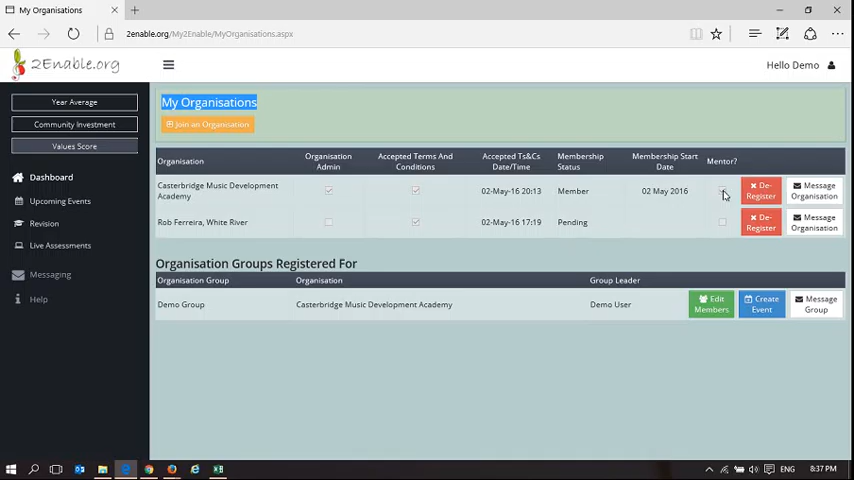 My Organisations
2enable.org/My2Enable/MyOrganisations.aspx
2Enable.org
Hello Demo
Year Average
Community Investment
Values Score
Dashboard
Upcoming Events
Revision
Live Assessments
Messaging
Help
My Organisations
Join an Organisation
Organisation
Organisation Admin
Accepted Terms And Conditions
Accepted Ts&Cs Date/Time
Membership Status
Membership Start Date
Mentor?
Casterbridge Music Development Academy
02-May-16 20:13
Member
02 May 2016
De-Register
Message Organisation
Rob Ferreira, White River
02-May-16 17:19
Pending
De-Register
Message Organisation
Organisation Groups Registered For
Organisation Group
Organisation
Group Leader
Demo Group
Casterbridge Music Development Academy
Demo User
Edit Members
Create Event
Message Group
ENG
8:37 PM